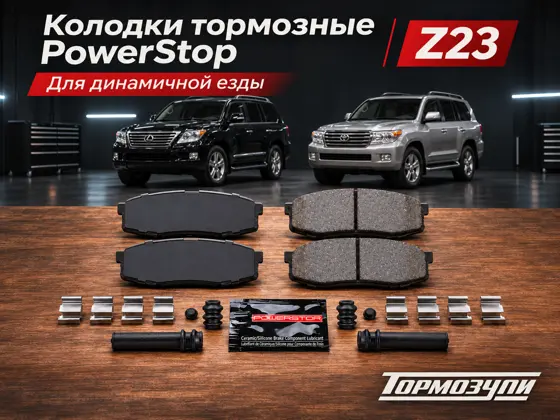 Колодки тормозные
PowerStop
Z23
Для динамичной езды
POWERSTOP
Ceramic/Silicone Brake Component Lubricant
ТОРМОЗУПИ